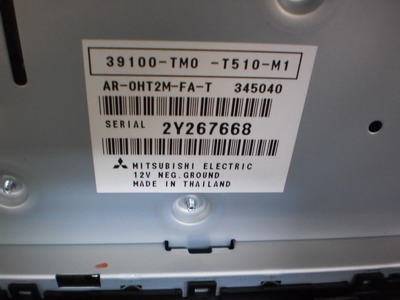 39100-TM0 -T510-M1
AR-0HT2M-FA-T 345040
SERIAL 2Y267668
MITSUBISHI ELECTRIC
12V NEG.GROUND
MADE IN THAILAND